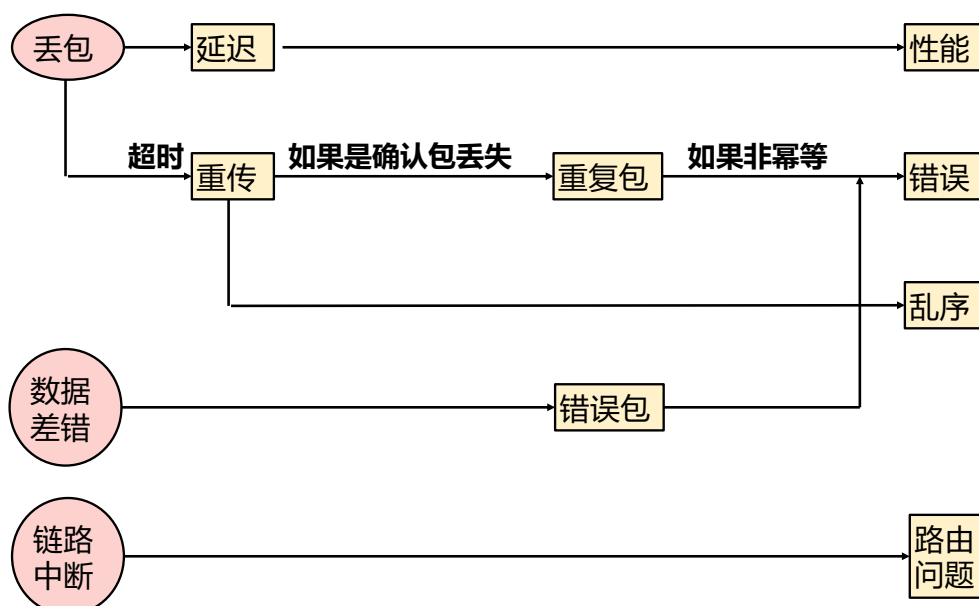 丢包
延迟
性能
超时
重传
如果是确认包丢失
重复包
如果非幂等
错误
乱序
数据
差错
错误包
链路
中断
路由
问题